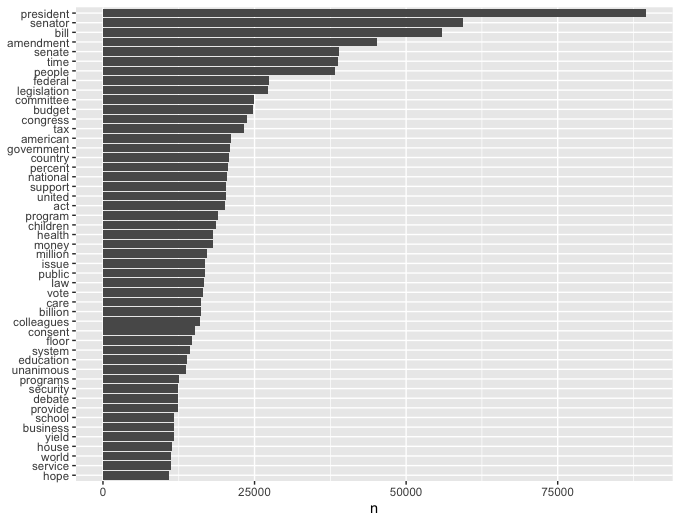 president
senator
bill
amendment
senate
time
people
federal
legislation
committee
budget
congress
tax
american
government
country
percent
national
support
united
act
program
children
health
money
million
issue
public
law
vote
care
billion
colleagues
consent
floor
system
education
unanimous
programs
security
debate
provide
school
business
yield
house
world
service
hope
0 25000 50000 75000
n